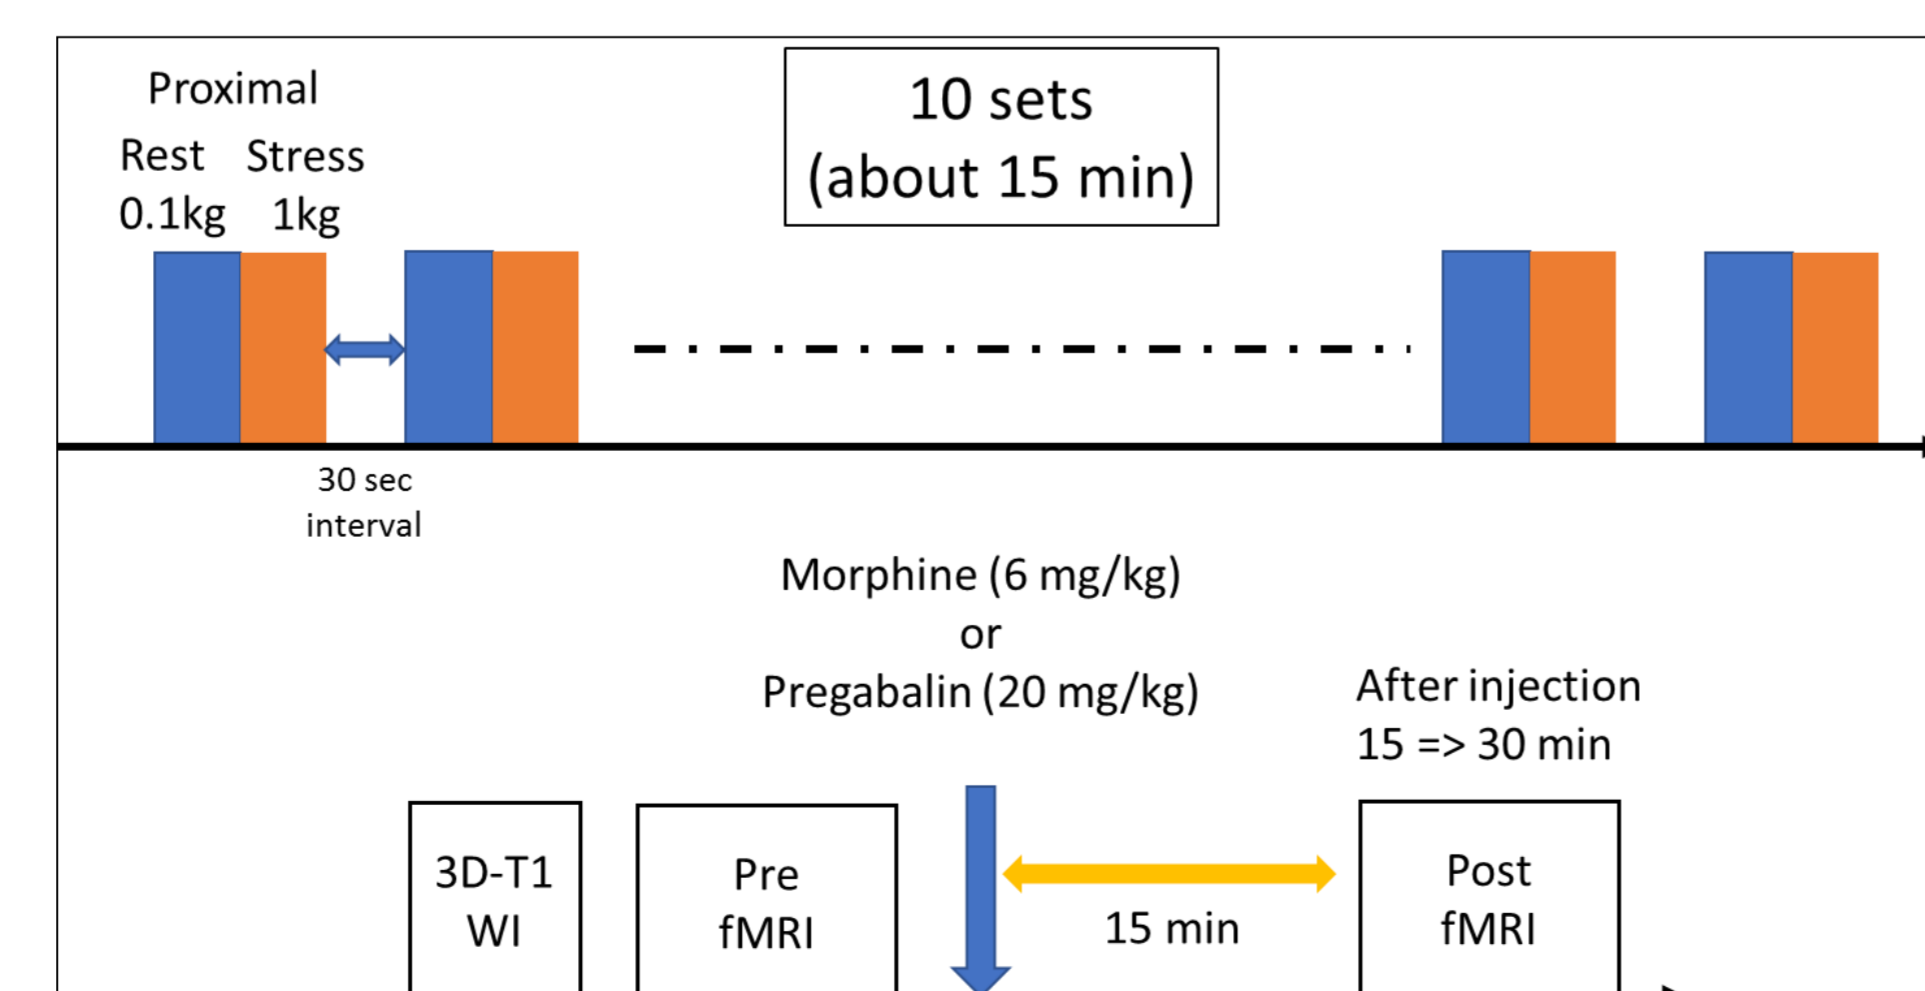 Proximal
Rest Stress
0.1kg 1kg
10 sets
(about 15 min)
30 sec
interval
Morphine (6 mg/kg)
or
Pregabalin (20 mg/kg)
After injection
15 => 30 min
3D-T1
WI
Pre
fMRI
15 min
Post
fMRI